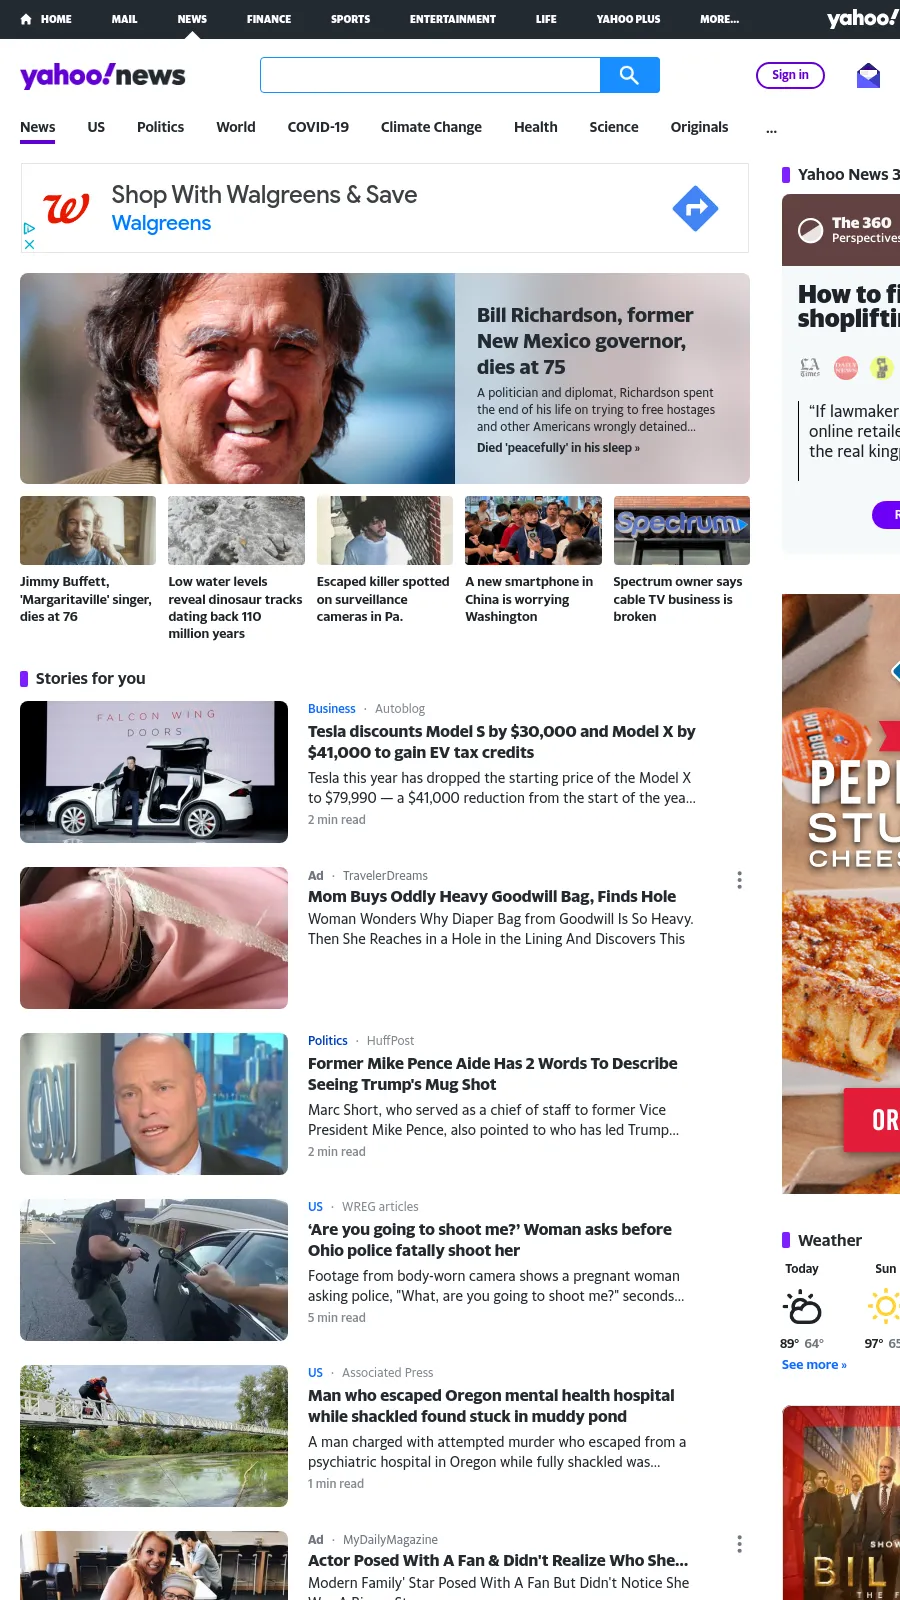 HOME MAIL NEWS FINANCE SPORTS ENTERTAINMENT LIFE YAHOO PLUS MORE... yahoo!
yahoo!news
Sign in
News US Politics World COVID-19 Climate Change Health Science Originals ...
Shop With Walgreens & Save
Walgreens
Bill Richardson, former
New Mexico governor,
dies at 75
A politician and diplomat, Richardson spent
the end of his life on trying to free hostages
and other Americans wrongly detained...
Died 'peacefully' in his sleep »
Spectrum
Jimmy Buffett,
'Margaritaville' singer,
dies at 76
Low water levels
reveal dinosaur tracks
dating back 110
million years
Escaped killer spotted
on surveillance
cameras in Pa.
A new smartphone in
China is worrying
Washington
Spectrum owner says
cable TV business is
broken
Stories for you
FALCON WING
DOORS
Business · Autoblog
Tesla discounts Model S by $30,000 and Model X by
$41,000 to gain EV tax credits
Tesla this year has dropped the starting price of the Model X
to $79,990 — a $41,000 reduction from the start of the yea...
2 min read
Ad · TravelerDreams
Mom Buys Oddly Heavy Goodwill Bag, Finds Hole
Woman Wonders Why Diaper Bag from Goodwill Is So Heavy.
Then She Reaches in a Hole in the Lining And Discovers This
Politics · HuffPost
Former Mike Pence Aide Has 2 Words To Describe
Seeing Trump's Mug Shot
Marc Short, who served as a chief of staff to former Vice
President Mike Pence, also pointed to who has led Trump...
2 min read
US · WREG articles
‘Are you going to shoot me?’ Woman asks before
Ohio police fatally shoot her
Footage from body-worn camera shows a pregnant woman
asking police, "What, are you going to shoot me?" seconds...
5 min read
US · Associated Press
Man who escaped Oregon mental health hospital
while shackled found stuck in muddy pond
A man charged with attempted murder who escaped from a
psychiatric hospital in Oregon while fully shackled was...
1 min read
Ad · MyDailyMagazine
Actor Posed With A Fan & Didn't Realize Who She...
Modern Family' Star Posed With A Fan But Didn't Notice She
Yahoo News 3
The 360
Perspectives
How to fi
shoplifti
LA
Times
DAILY
NEWS
“If lawmaker
online retaile
the real king
R
HOT BUFF
PEPI
STU
CHEES
OR
Weather
Today Sun
89° 64° 97° 65
See more »
SHOW
BIL
THE F